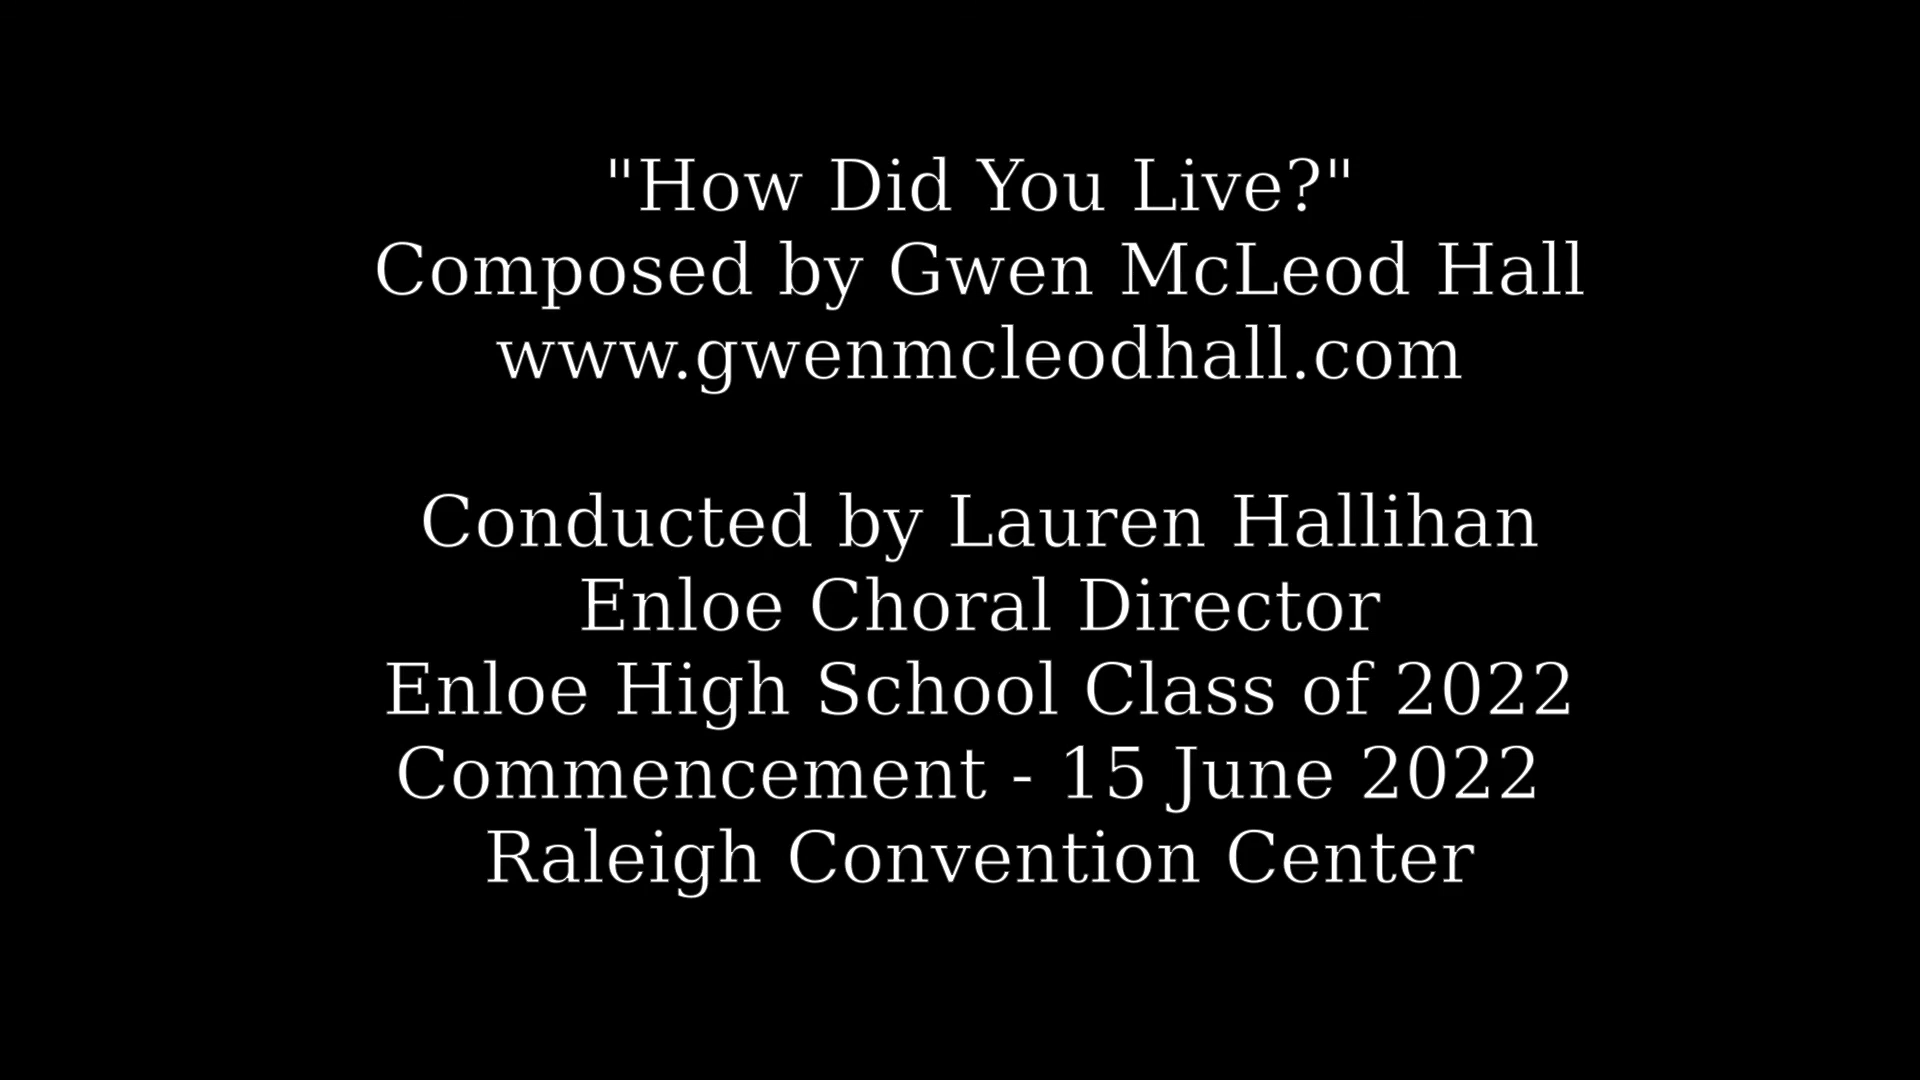 "How Did You Live?"
Composed by Gwen McLeod Hall
www.gwenmcleodhall.com
Conducted by Lauren Hallihan
Enloe Choral Director
Enloe High School Class of 2022
Commencement - 15 June 2022
Raleigh Convention Center